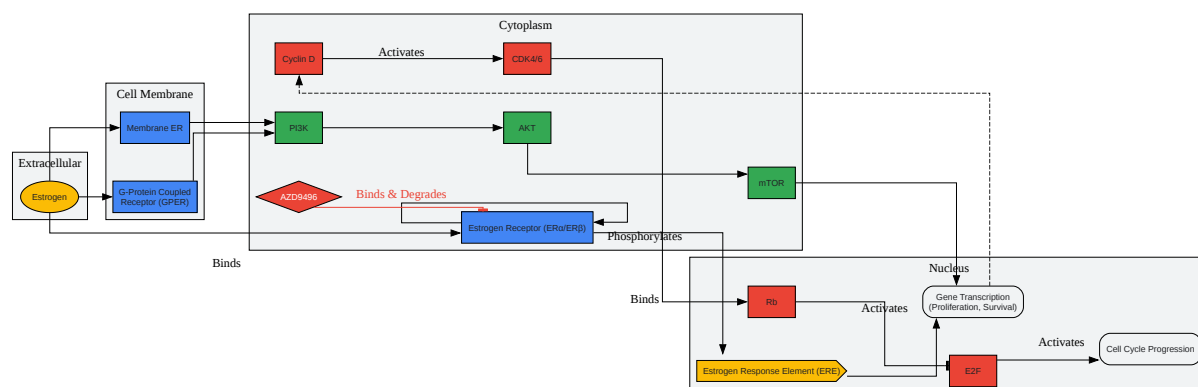 Cytoplasm
Cyclin D
Activates
CDK4/6
Cell Membrane
Membrane ER
PI3K
AKT
Extracellular
Estrogen
G-Protein Coupled
Receptor (GPER)
mTOR
AZD9496
Binds & Degrades
Estrogen Receptor (ERα/ERβ)
Phosphorylates
Binds
Nucleus
Gene Transcription
(Proliferation, Survival)
Binds
Rb
Activates
Activates
Cell Cycle Progression
Estrogen Response Element (ERE)
E2F